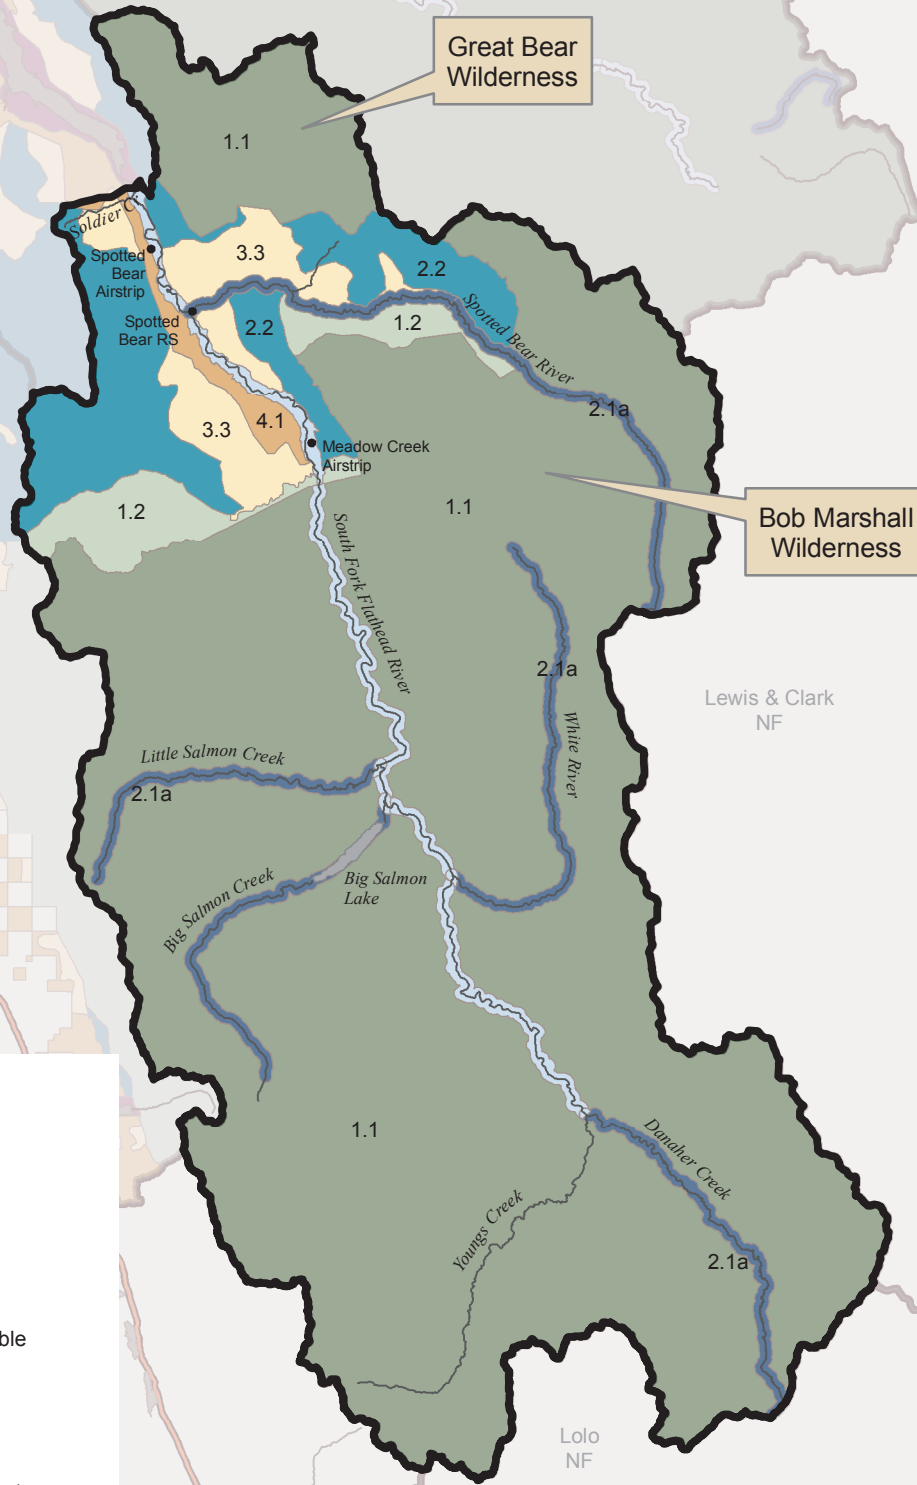 Great Bear
Wilderness
1.1
Soldier Cr
Spotted
Bear
Airstrip
3.3
2.2
Spotted
Bear RS
2.2
1.2
Spotted Bear River
2.1a
3.3
4.1
Meadow Creek
Airstrip
1.2
1.1
Bob Marshall
Wilderness
South Fork Flathead River
2.1a
Lewis & Clark
NF
White River
Little Salmon Creek
2.1a
Big Salmon Creek
Big Salmon
Lake
1.1
Danaher Creek
Youngs Creek
2.1a
ble
Lolo
NF